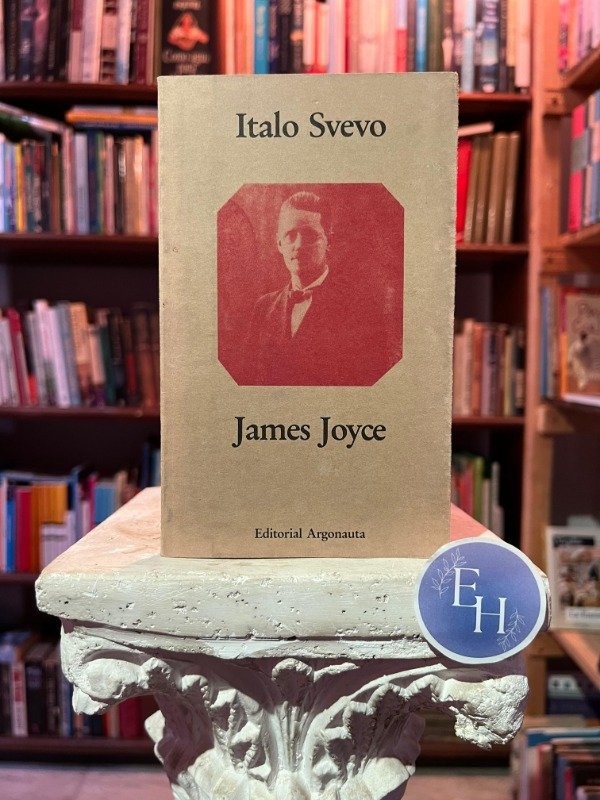 Italo Svevo
James Joyce
Editorial Argonauta
EH